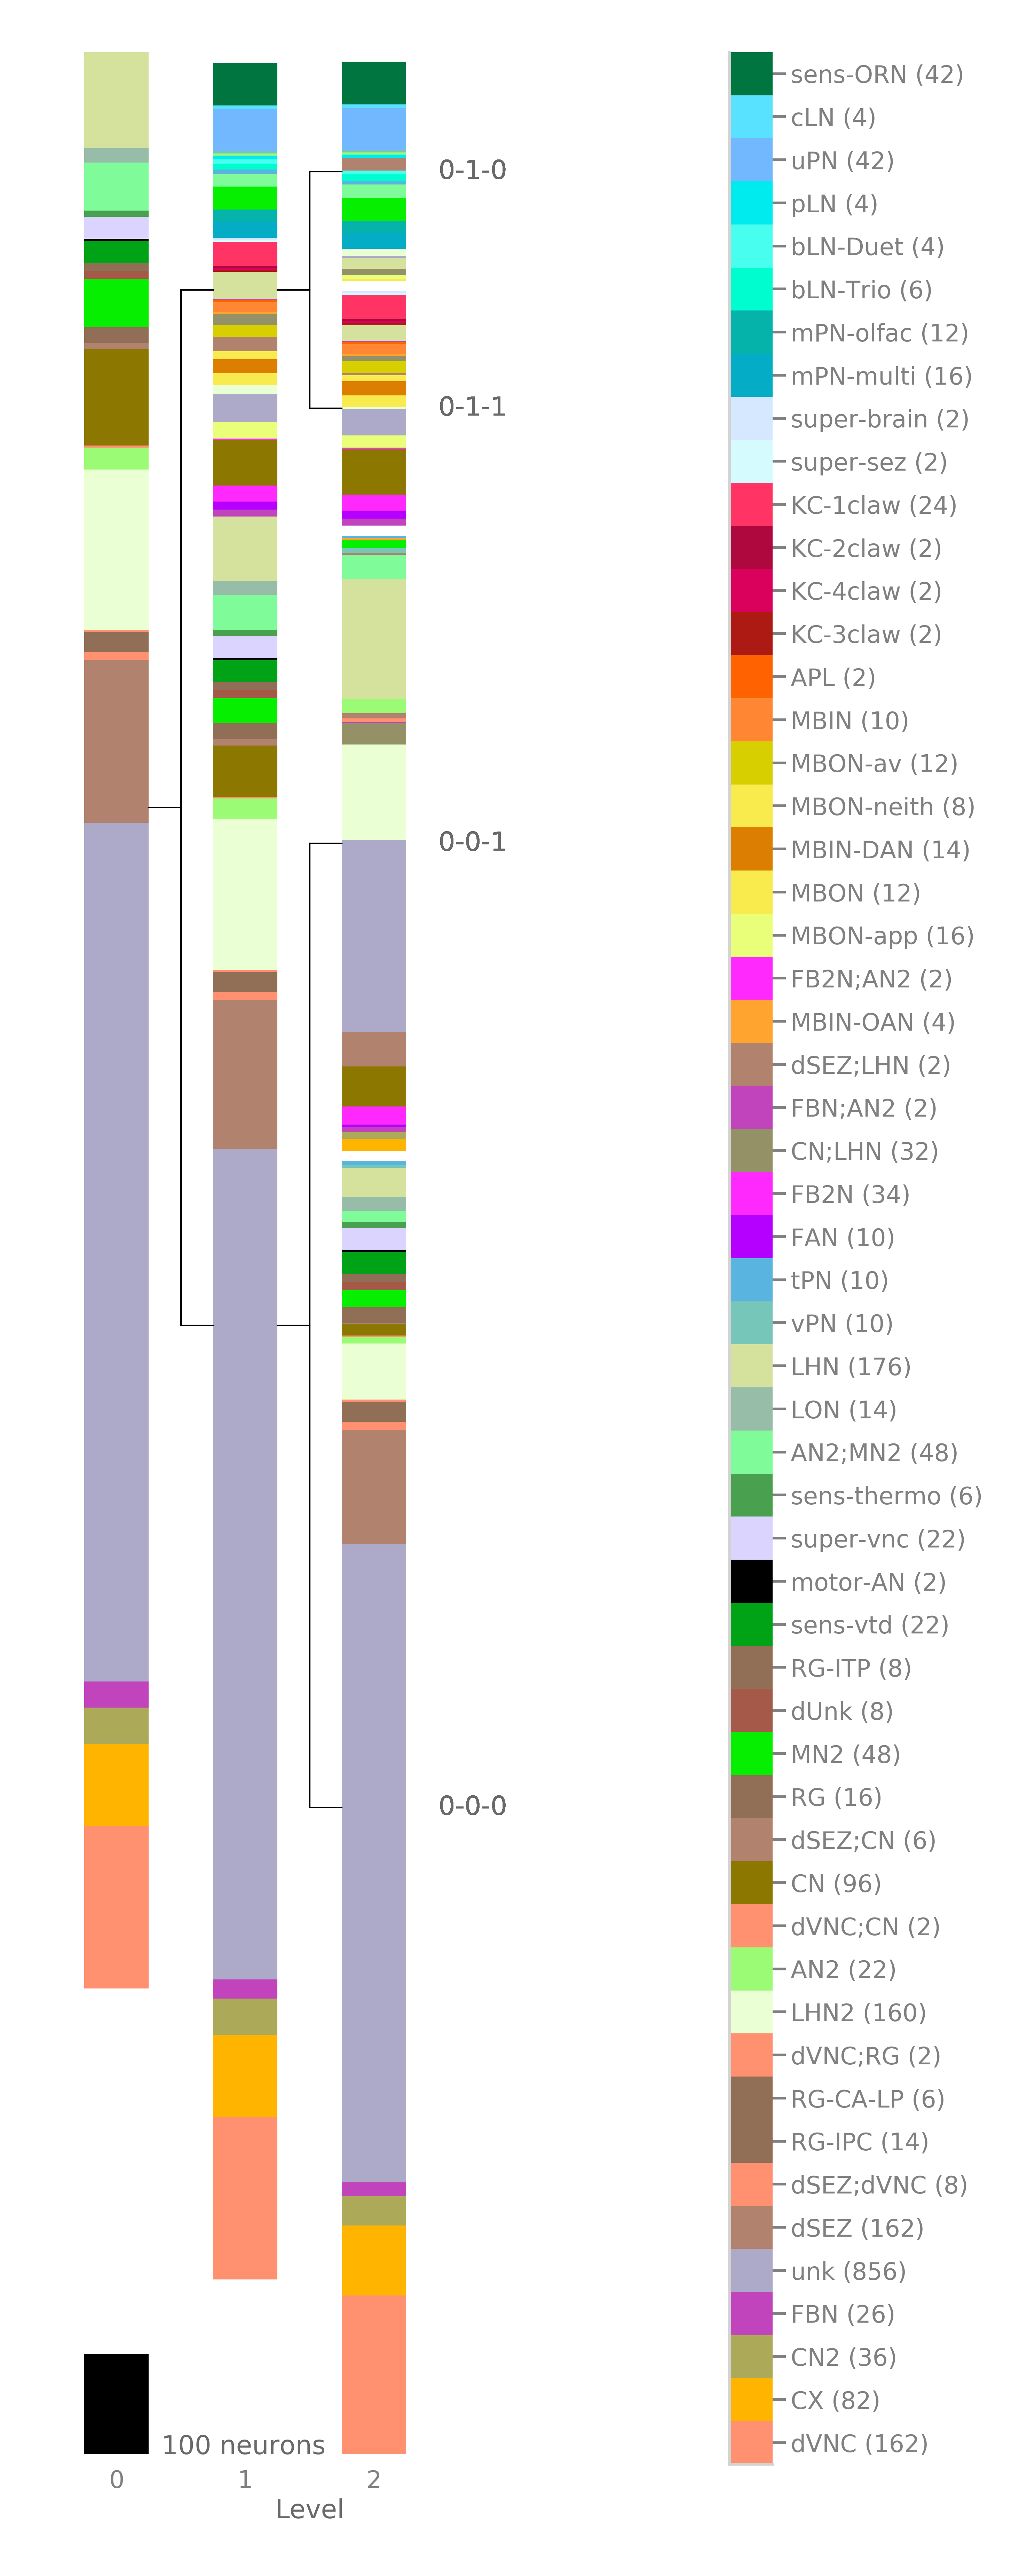 sens-ORN (42)
cLN (4)
uPN (42)
0-1-0
pLN (4)
bLN-Duet (4)
bLN-Trio (6)
mPN-olfac (12)
mPN-multi (16)
0-1-1
super-brain (2)
super-sez (2)
KC-1claw (24)
KC-2claw (2)
KC-4claw (2)
KC-3claw (2)
APL (2)
MBIN (10)
MBON-av (12)
MBON-neith (8)
0-0-1
MBIN-DAN (14)
MBON (12)
MBON-app (16)
FB2N;AN2 (2)
MBIN-OAN (4)
dSEZ;LHN (2)
FBN;AN2 (2)
CN;LHN (32)
FB2N (34)
FAN (10)
tPN (10)
vPN (10)
LHN (176)
LON (14)
AN2;MN2 (48)
sens-thermo (6)
super-vnc (22)
motor-AN (2)
sens-vtd (22)
RG-ITP (8)
dUnk (8)
MN2 (48)
RG (16)
0-0-0
dSEZ;CN (6)
CN (96)
dVNC;CN (2)
AN2 (22)
LHN2 (160)
dVNC;RG (2)
RG-CA-LP (6)
RG-IPC (14)
dSEZ;dVNC (8)
dSEZ (162)
unk (856)
FBN (26)
CN2 (36)
CX (82)
dVNC (162)
100 neurons
0 1 2
Level